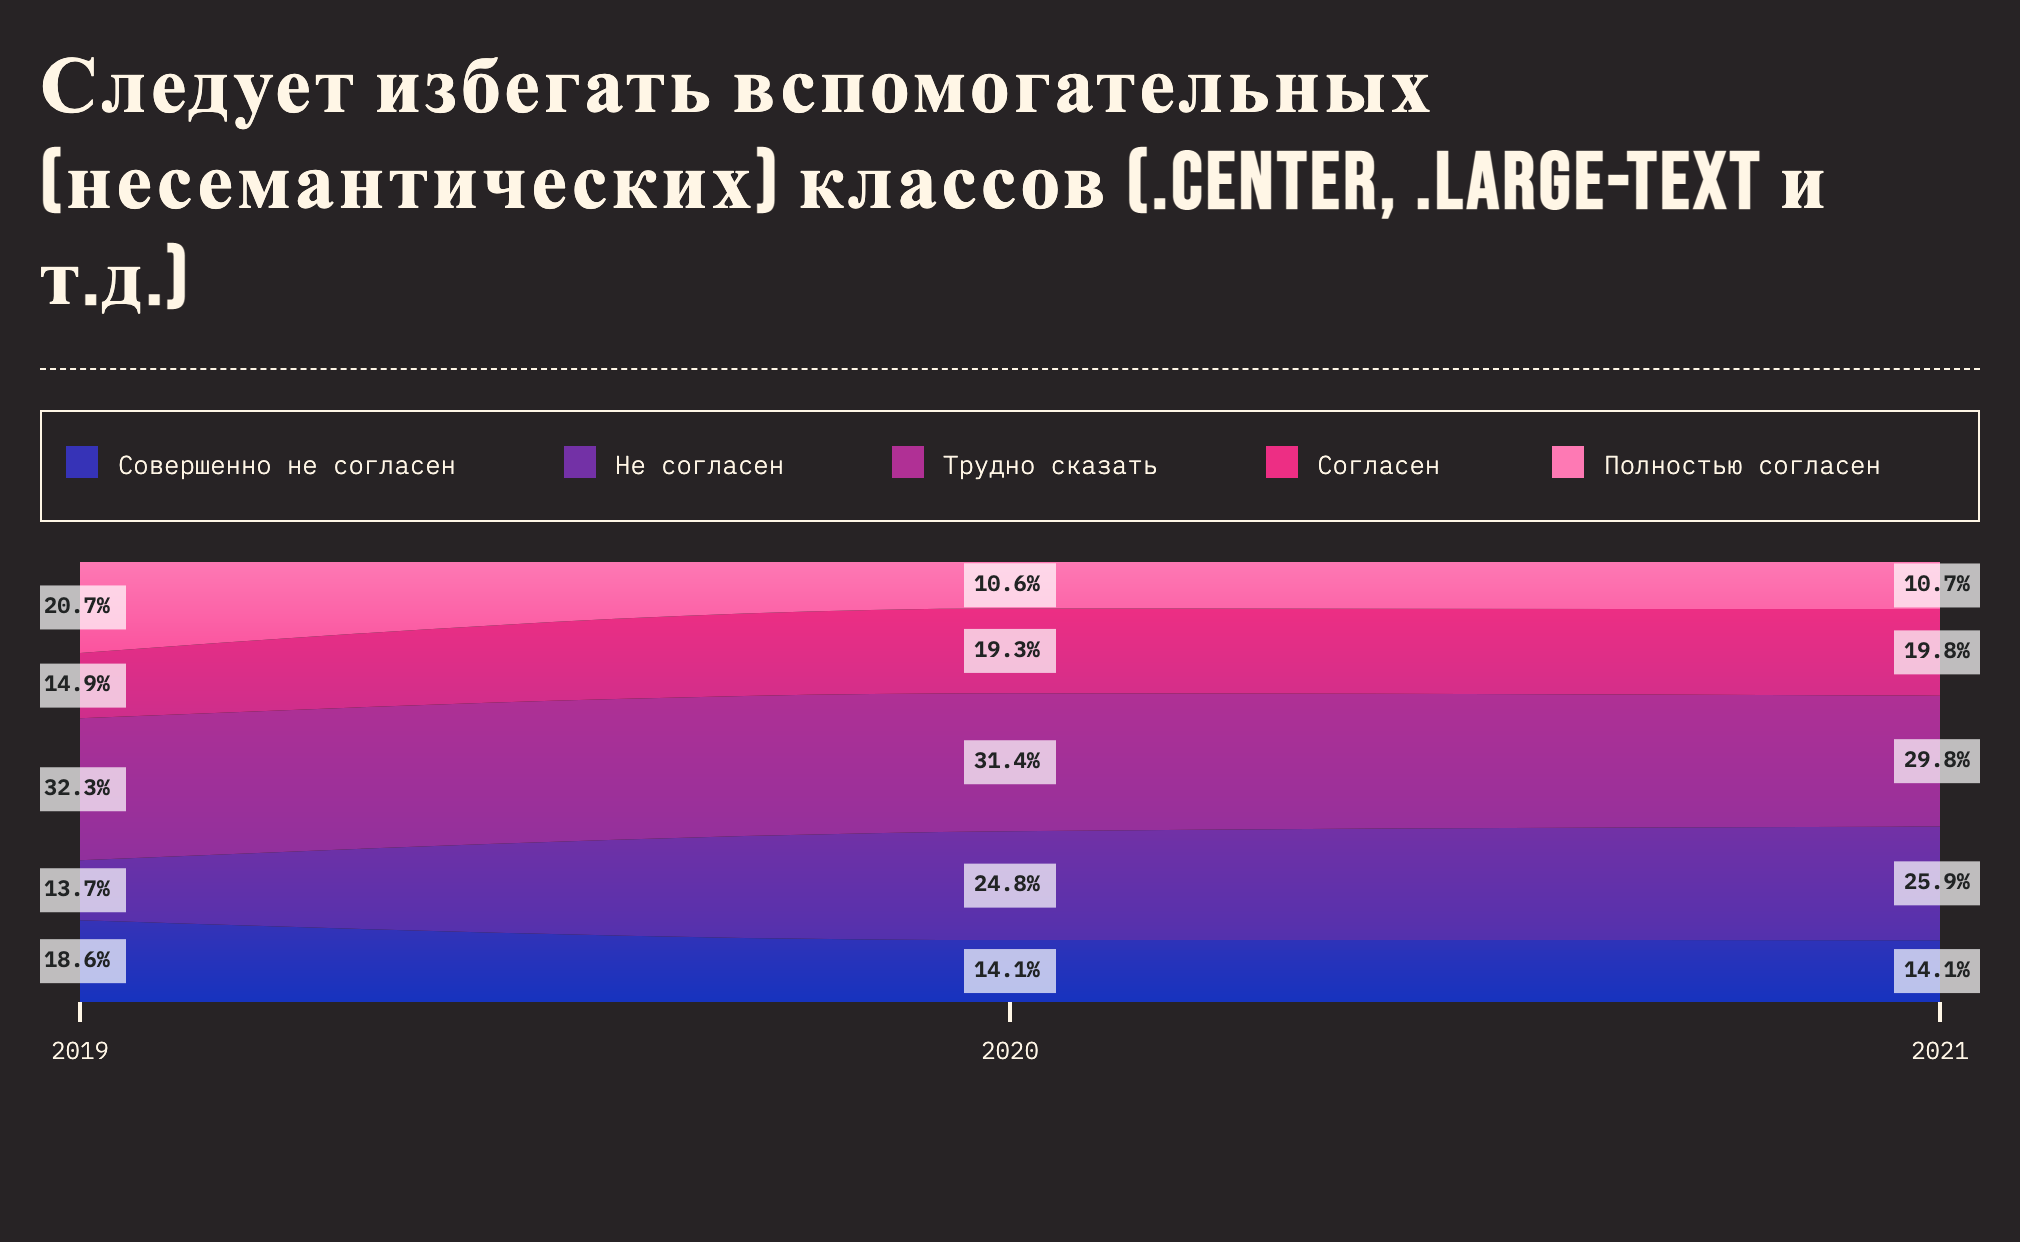 Следует избегать вспомогательных
(несемантических) классов (.CENTER, .LARGE-TEXT и
т.д.)
Совершенно не согласен Не согласен Трудно сказать Согласен Полностью согласен
20.7% 10.6% 10.7%
14.9% 19.3% 19.8%
32.3% 31.4% 29.8%
13.7% 24.8% 25.9%
18.6% 14.1% 14.1%
2019 2020 2021